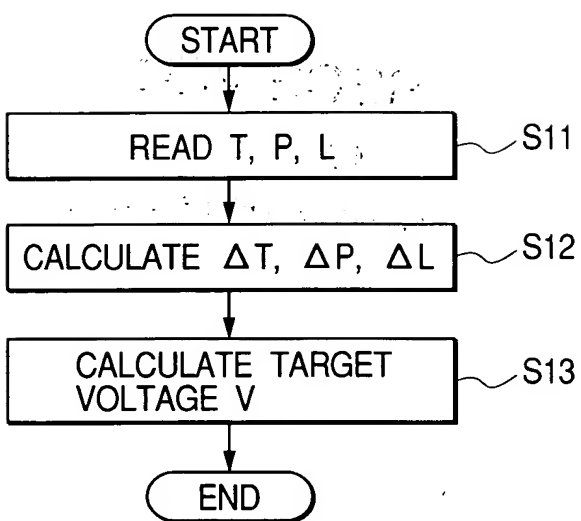 START
READ T, P, L
S11
CALCULATE ΔT, ΔP, ΔL
S12
CALCULATE TARGET
VOLTAGE V
S13
END